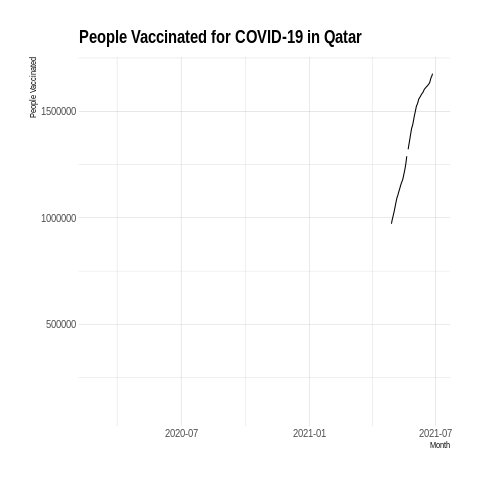 People Vaccinated for COVID-19 in Qatar
People Vaccinated
1500000
1000000
500000
2020-07
2021-01
2021-07
Month